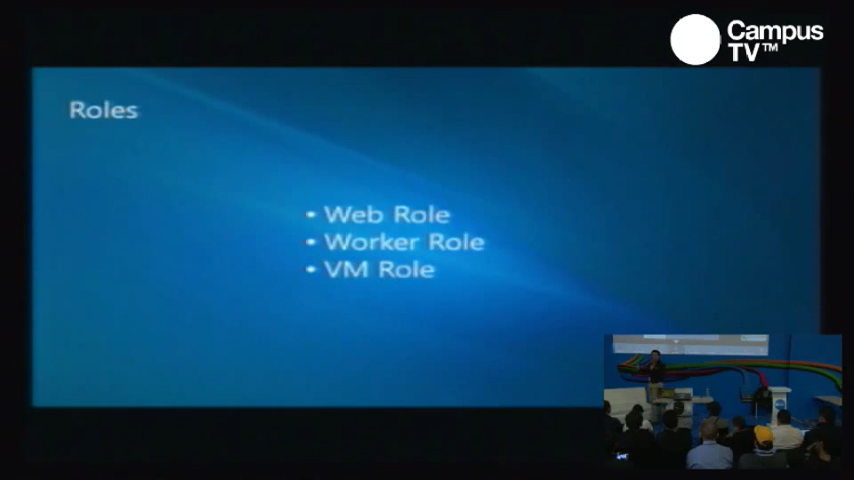 Campus
TV™
Roles
• Web Role
• Worker Role
• VM Role